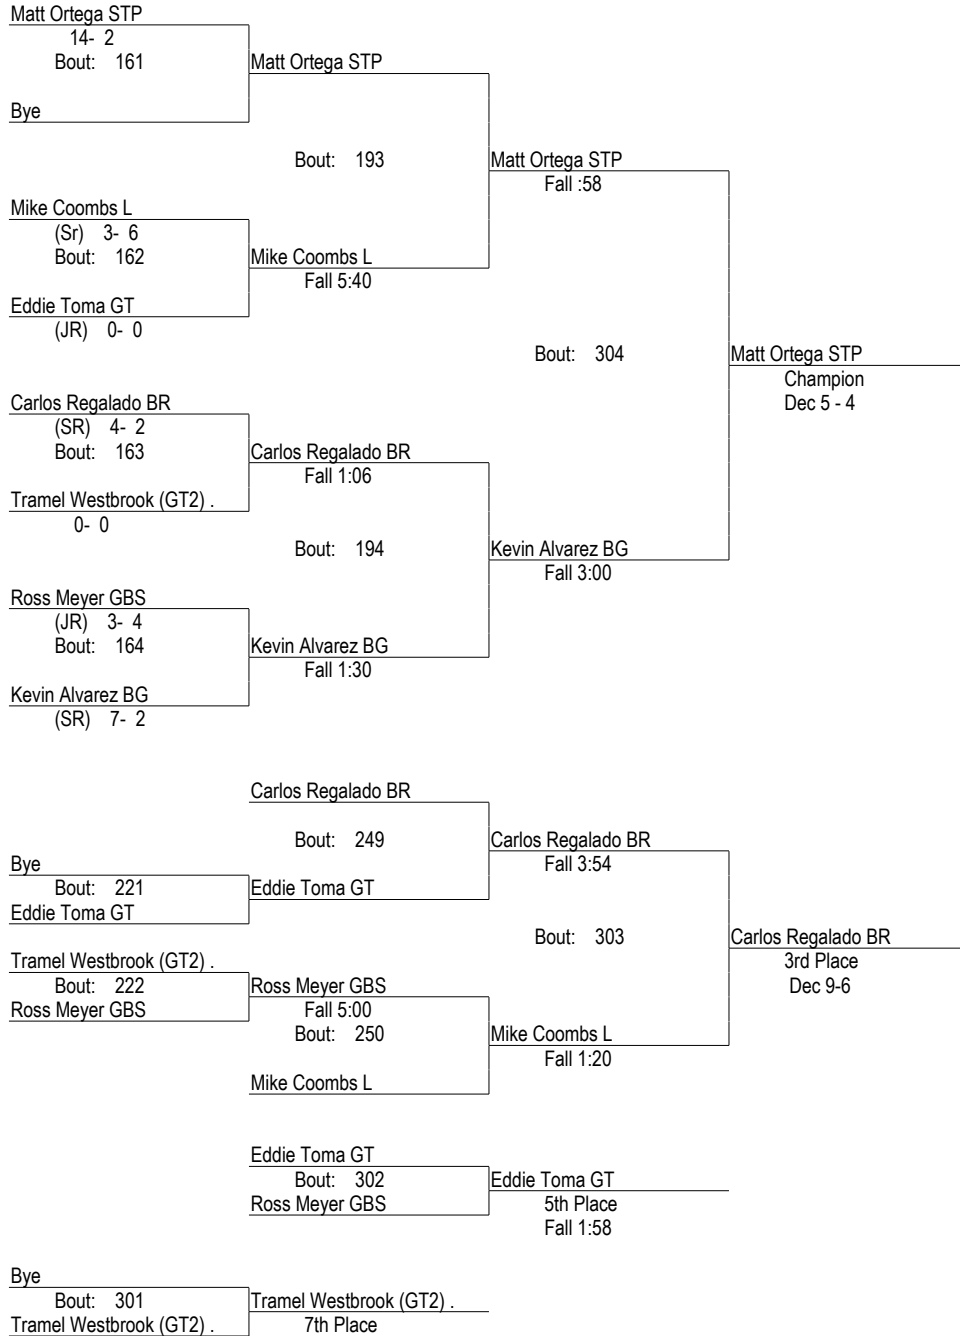 Matt Ortega STP
14- 2
Bout: 161
Matt Ortega STP
Bye
Bout: 193
Matt Ortega STP
Fall :58
Mike Coombs L
(Sr) 3- 6
Bout: 162
Mike Coombs L
Fall 5:40
Eddie Toma GT
(JR) 0- 0
Bout: 304
Matt Ortega STP
Champion
Dec 5 - 4
Carlos Regalado BR
(SR) 4- 2
Bout: 163
Carlos Regalado BR
Fall 1:06
Tramel Westbrook (GT2) .
0- 0
Bout: 194
Kevin Alvarez BG
Fall 3:00
Ross Meyer GBS
(JR) 3- 4
Bout: 164
Kevin Alvarez BG
Fall 1:30
Kevin Alvarez BG
(SR) 7- 2
Carlos Regalado BR
Bout: 249
Carlos Regalado BR
Fall 3:54
Bye
Bout: 221
Eddie Toma GT
Eddie Toma GT
Bout: 303
Carlos Regalado BR
3rd Place
Dec 9-6
Tramel Westbrook (GT2) .
Bout: 222
Ross Meyer GBS
Ross Meyer GBS
Fall 5:00
Bout: 250
Mike Coombs L
Fall 1:20
Mike Coombs L
Eddie Toma GT
Bout: 302
Eddie Toma GT
Ross Meyer GBS
5th Place
Fall 1:58
Bye
Bout: 301
Tramel Westbrook (GT2) .
Tramel Westbrook (GT2) .
7th Place